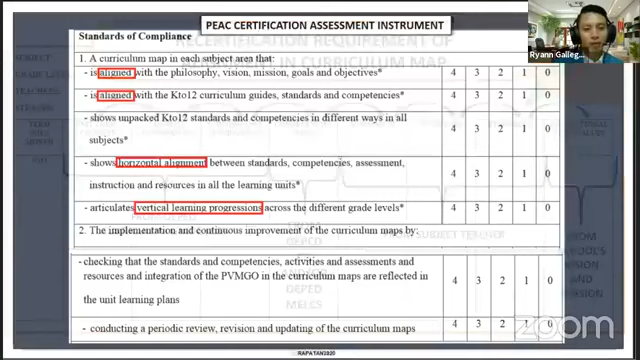 PEAC CERTIFICATION ASSESSMENT INSTRUMENT
Standards of Compliance
1. A curriculum map in each subject area that:
- is aligned with the philosophy, vision, mission, goals and objectives* 4 3 2 1 0
- is aligned with the Kto12 curriculum guides, standards and competencies* 4 3 2 1 0
- shows unpacked Kto12 standards and competencies in different ways in all
subjects* 4 3 2 1 0
- shows horizontal alignment between standards, competencies, assessment,
instruction and resources in all the learning units* 4 3 2 1 0
- articulates vertical learning progressions across the different grade levels* 4 3 2 1 0
2. The implementation and continuous improvement of the curriculum maps by:
- checking that the standards and competencies, activities and assessments and
resources and integration of the PVMGO in the curriculum maps are reflected in
the unit learning plans 4 3 2 1 0
- conducting a periodic review, revision and updating of the curriculum maps 4 3 2 1 0
RAPATAN2020
Ryann Galleg...
zoom